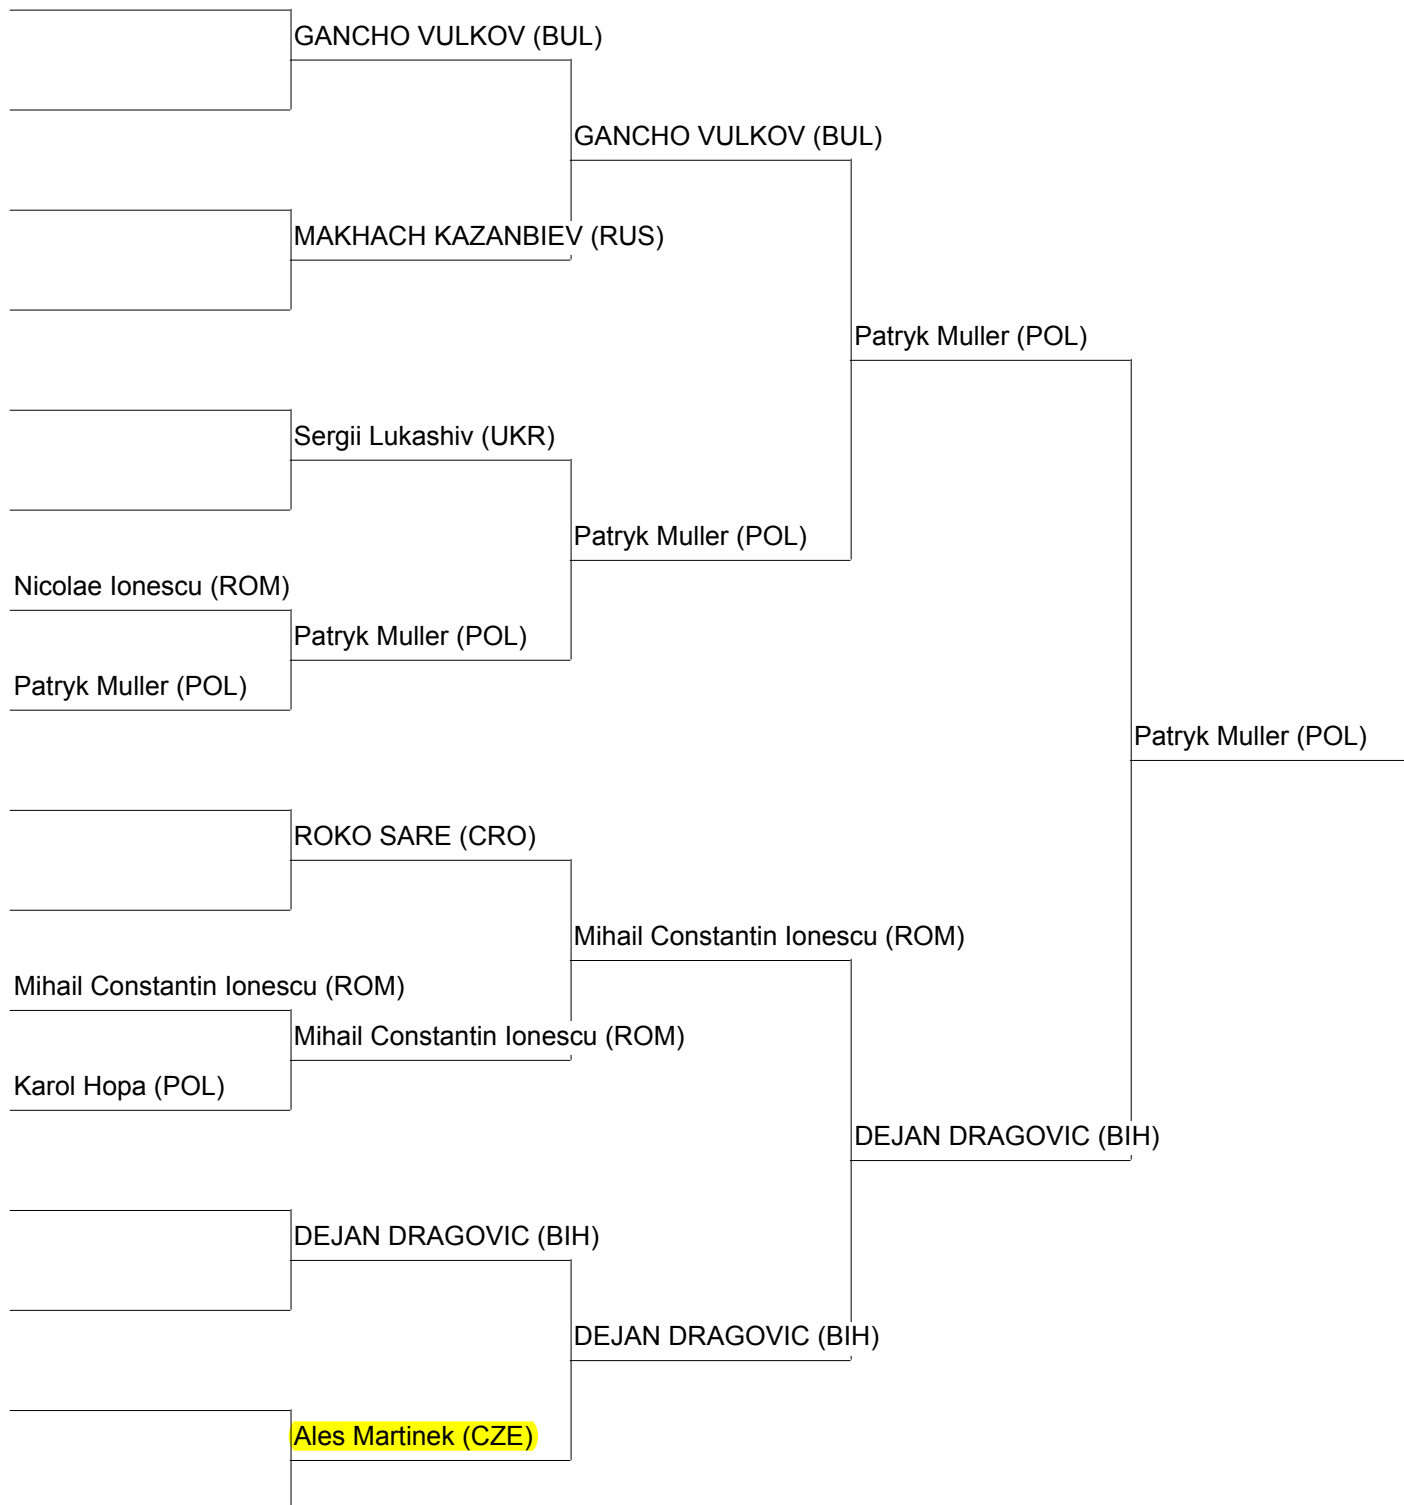 GANCHO VULKOV (BUL)
GANCHO VULKOV (BUL)
MAKHACH KAZANBIEV (RUS)
Patryk Muller (POL)
Sergii Lukashiv (UKR)
Patryk Muller (POL)
Nicolae Ionescu (ROM)
Patryk Muller (POL)
Patryk Muller (POL)
Patryk Muller (POL)
ROKO SARE (CRO)
Mihail Constantin Ionescu (ROM)
Mihail Constantin Ionescu (ROM)
Mihail Constantin Ionescu (ROM)
Karol Hopa (POL)
DEJAN DRAGOVIC (BIH)
DEJAN DRAGOVIC (BIH)
DEJAN DRAGOVIC (BIH)
Ales Martinek (CZE)